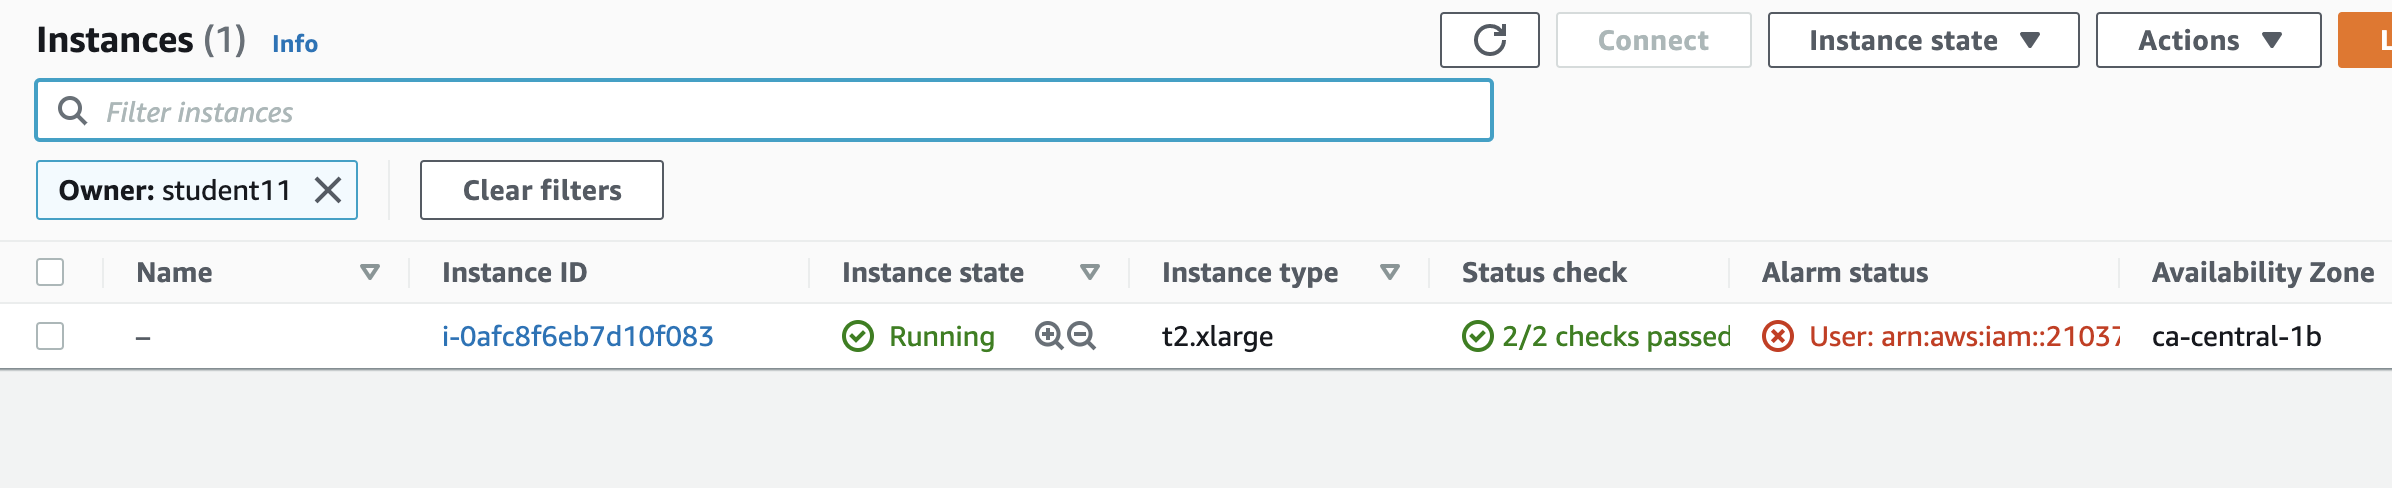 Instances (1) Info Connect Instance state Actions
Filter instances
Owner: student11 Clear filters
Name Instance ID Instance state Instance type Status check Alarm status Availability Zone
– i-0afc8f6eb7d10f083 Running t2.xlarge 2/2 checks passed User: arn:aws:iam::21037 ca-central-1b